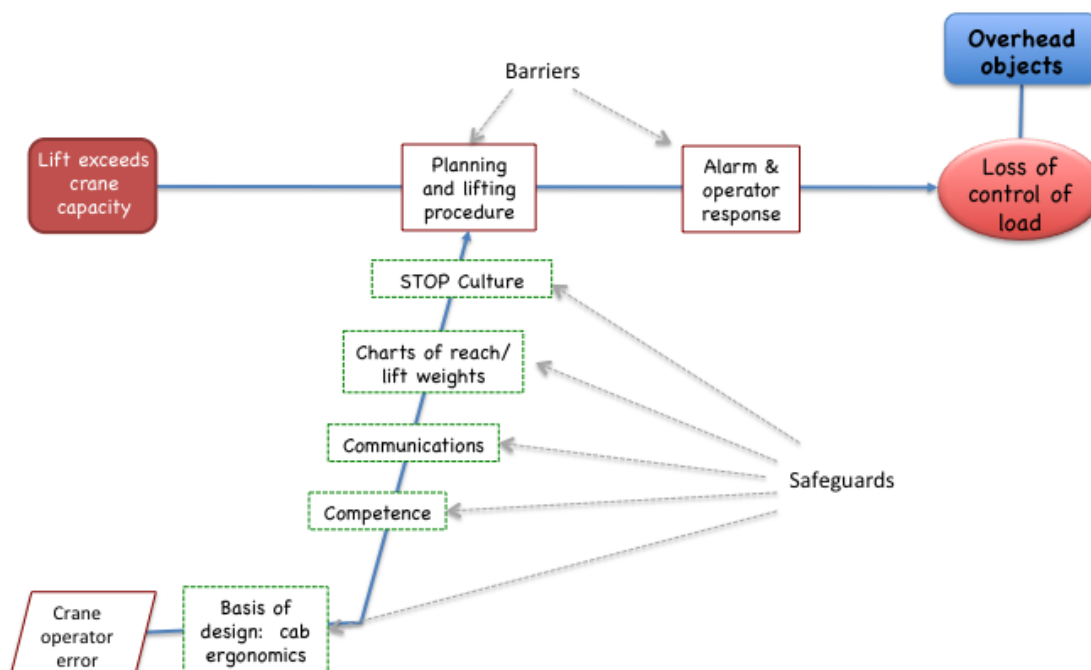 Overhead
objects
Barriers
Lift exceeds
crane
capacity
Planning
and lifting
procedure
Alarm &
operator
response
Loss of
control of
load
STOP Culture
Charts of reach/
lift weights
Communications
Safeguards
Competence
Crane
operator
error
Basis of
design: cab
ergonomics